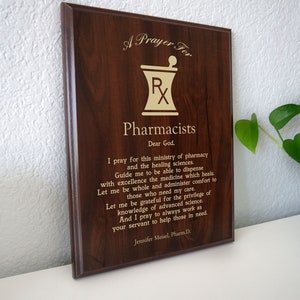 A Prayer For
RX
Pharmacists
Dear God,
I pray for this ministry of pharmacy
and the healing sciences.
Guide me to be able to dispense
with excellence the medicine which heals.
Let me be whole and administer comfort to
those who need my care.
Let me be grateful for the privilege of
knowledge of advanced science.
And I pray to always work as
your servant to help those in need.
Jennifer Meisel, Pharm.D.